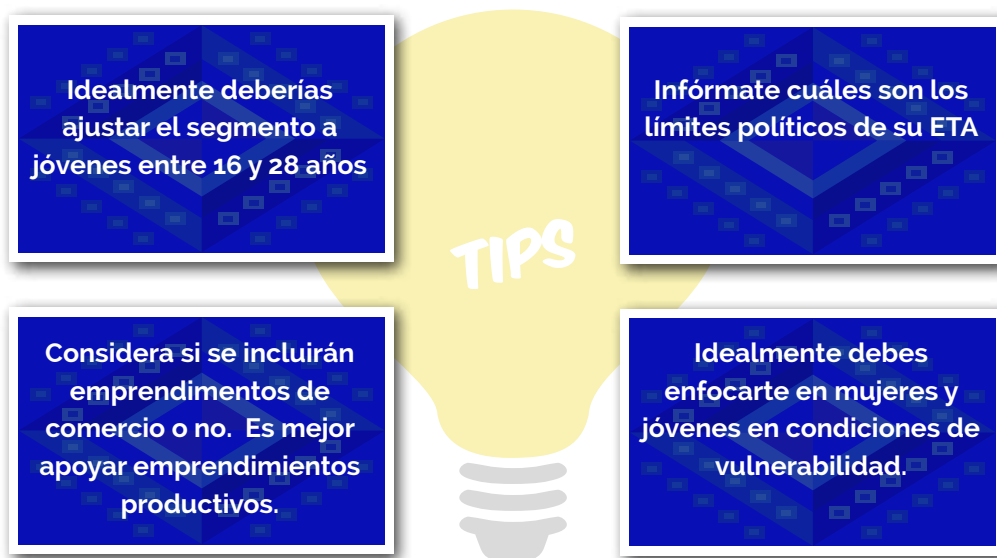 Idealmente deberías
ajustar el segmento a
jóvenes entre 16 y 28 años
Infórmate cuáles son los
límites políticos de su ETA
TIPS
Considera si se incluirán
emprendimentos de
comercio o no.  Es mejor
apoyar emprendimientos
productivos.
Idealmente debes
enfocarte en mujeres y
jóvenes en condiciones de
vulnerabilidad.